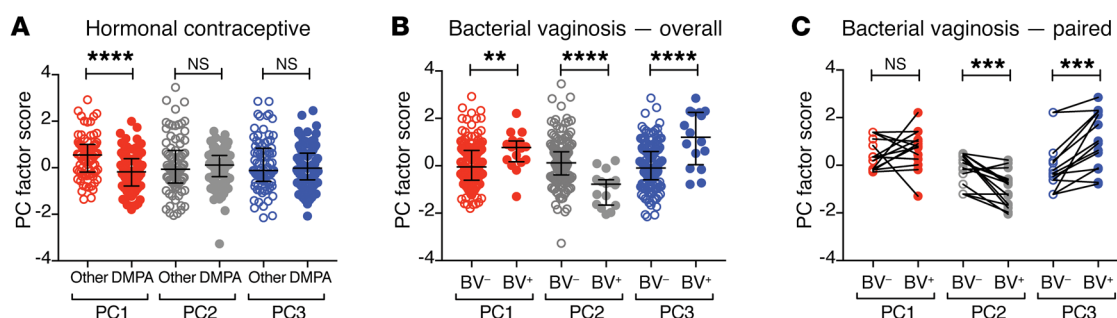 A Hormonal contraceptive
PC factor score
4
2
0
-2
-4
**** NS NS
Other DMPA Other DMPA Other DMPA
PC1 PC2 PC3
B Bacterial vaginosis — overall
PC factor score
4
2
0
-2
-4
** **** ****
BV⁻ BV⁺ BV⁻ BV⁺ BV⁻ BV⁺
PC1 PC2 PC3
C Bacterial vaginosis — paired
PC factor score
4
2
0
-2
-4
NS *** ***
BV⁻ BV⁺ BV⁻ BV⁺ BV⁻ BV⁺
PC1 PC2 PC3